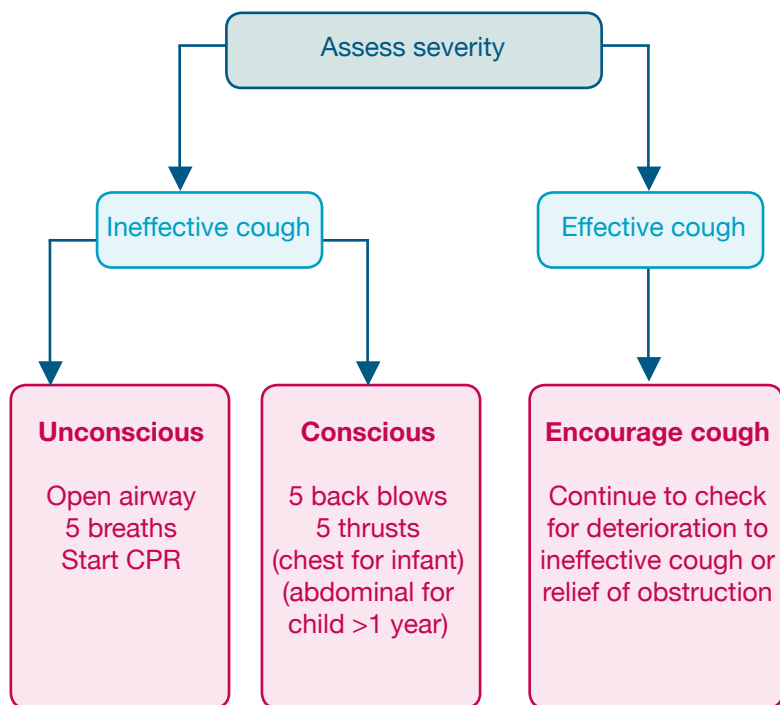 Assess severity
Ineffective cough
Effective cough
Unconscious
Open airway
5 breaths
Start CPR
Conscious
5 back blows
5 thrusts
(chest for infant)
(abdominal for
child >1 year)
Encourage cough
Continue to check
for deterioration to
ineffective cough or
relief of obstruction